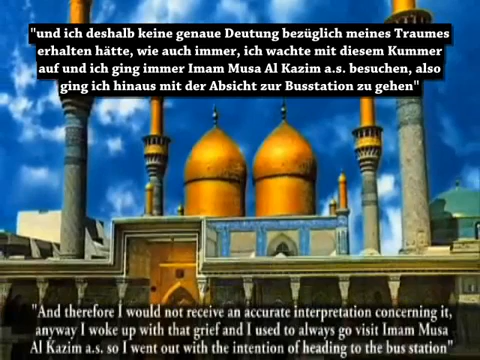 "und ich deshalb keine genaue Deutung bezüglich meines Traumes
erhalten hätte, wie auch immer, ich wachte mit diesem Kummer
auf und ich ging immer Imam Musa Al Kazim a.s. besuchen, also
ging ich hinaus mit der Absicht zur Busstation zu gehen"
"And therefore I would not receive an accurate interpretation concerning it,
anyway I woke up with that grief and I used to always go visit Imam Musa
Al Kazim a.s. so I went out with the intention of heading to the bus station"